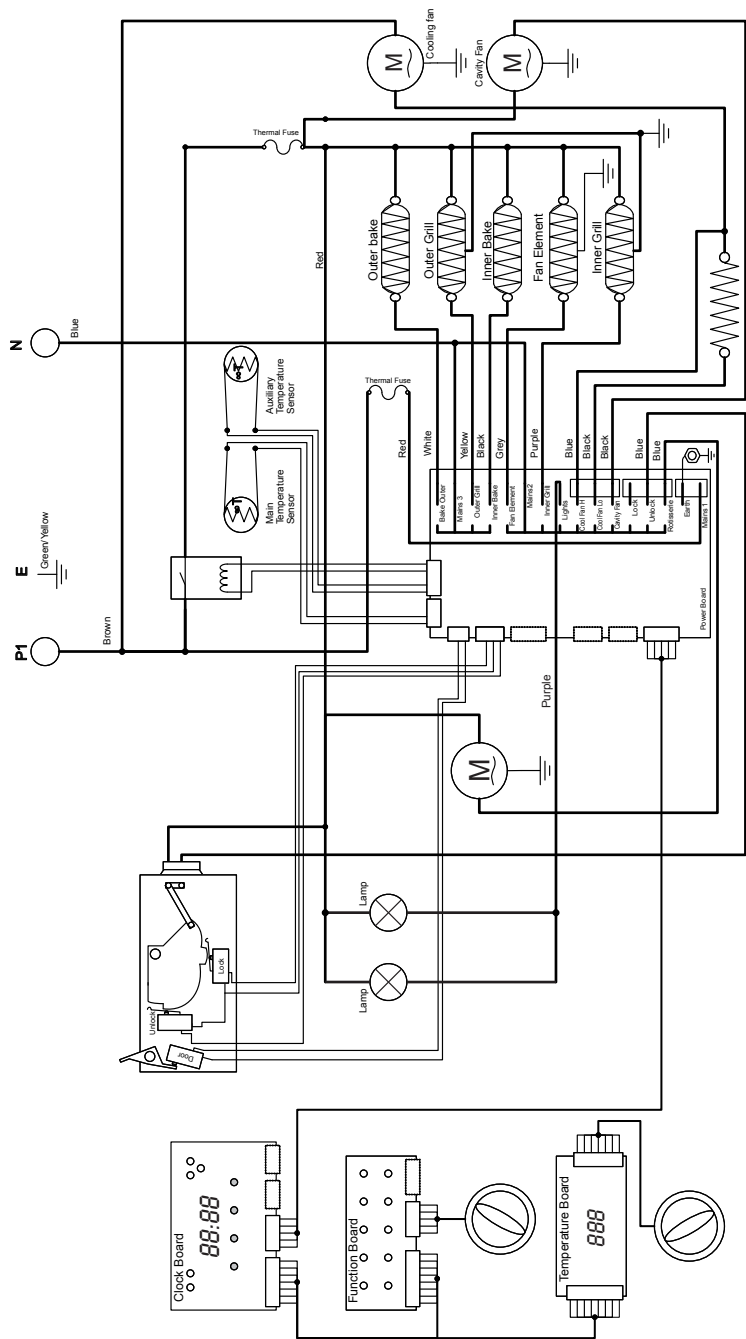 Cooling fan
M
Cavity Fan
M
Thermal Fuse
Red
Outer bake
Outer Grill
Inner Bake
Fan Element
Inner Grill
N
Blue
Auxiliary
Temperature
Sensor
Main
Temperature
Sensor
Thermal Fuse
Red
White
Yellow
Black
Grey
Purple
Blue
Black
Black
Blue
Blue
Bake Outer
Mains 3
Outer Grill
Inner Bake
Fan Element
Mains2
Inner Grill
Lights
Cool Fan H
Cool Fan Lo
Cavity Fan
Lock
Unlock
Rotisserie
Earth
Mains 1
Power Board
E
Green/Yellow
P1
Brown
Purple
M
Lock
Unlock
Door
Lamp
Lamp
Clock Board
88:88
Function Board
Temperature Board
888